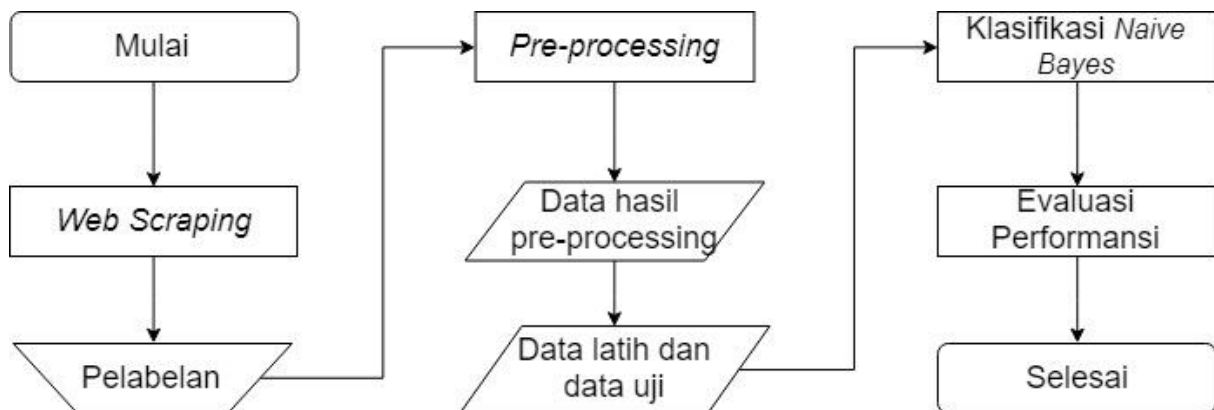 Mulai
Web Scraping
Pelabelan
Pre-processing
Data hasil
pre-processing
Data latih dan
data uji
Klasifikasi Naive
Bayes
Evaluasi
Performansi
Selesai